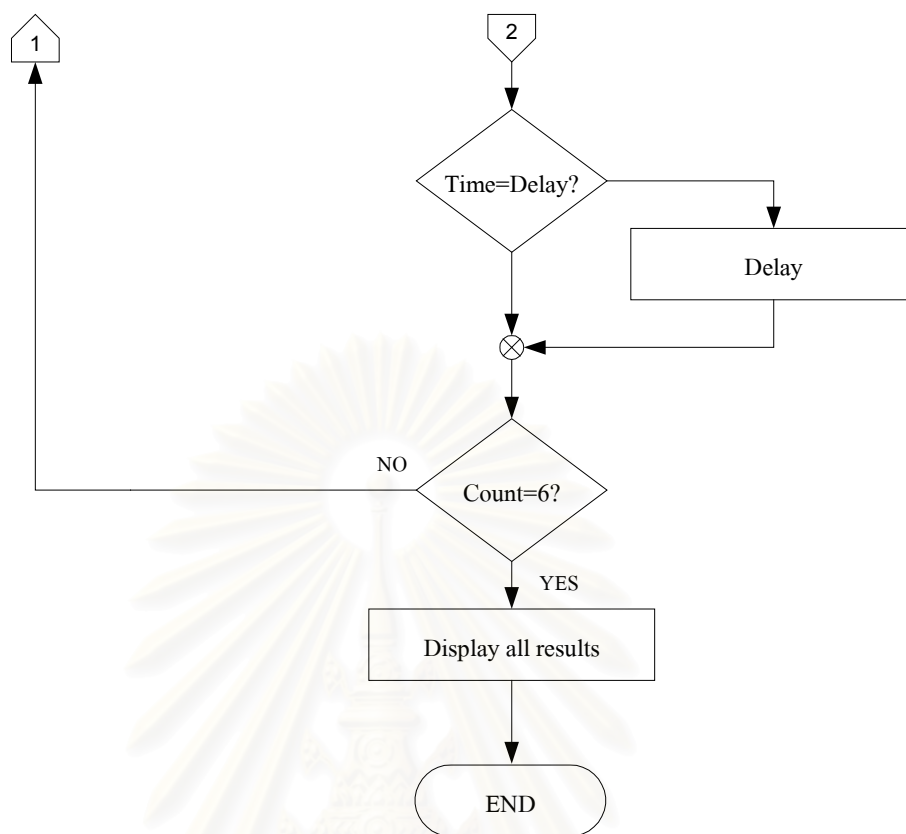 1
2
Time=Delay?
Delay
NO
Count=6?
YES
Display all results
END